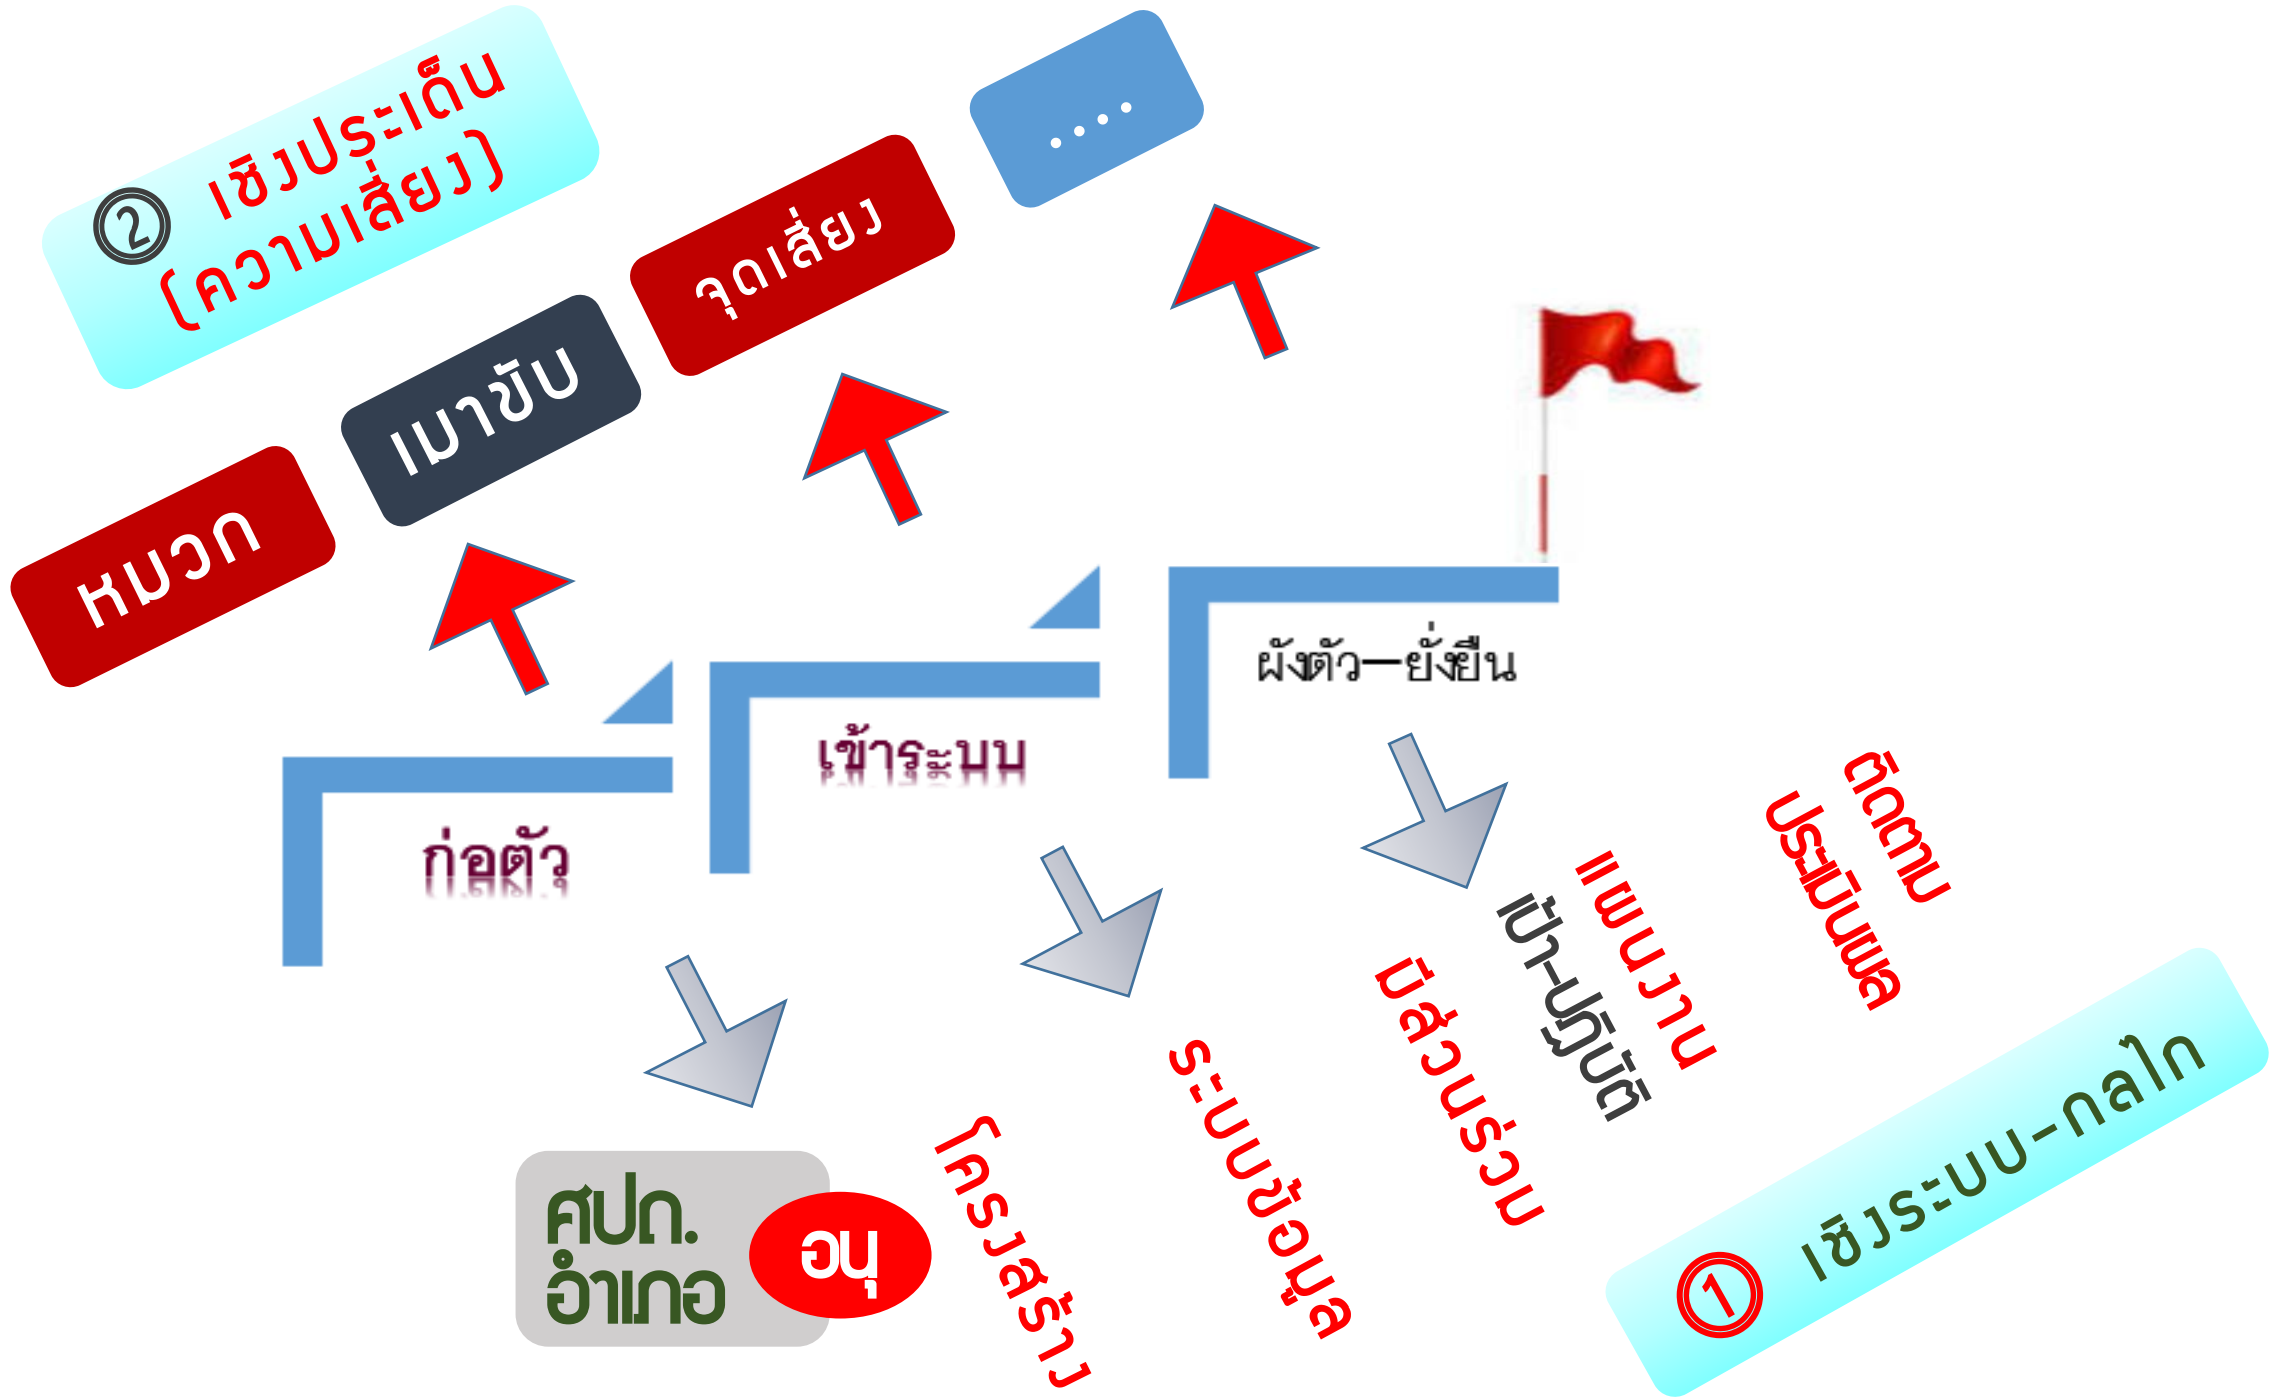 ② เชิงประเด็น
(ความเสี่ยง)
หมวก
เมาขับ
จุดเสี่ยง
....
ก่อตัว
เข้าระบบ
ผังตัว-ยั่งยืน
ศปถ.
อำเภอ
อนุ
โครงสร้าง
ระบบข้อมูล
มีส่วนร่วม
แผนงาน
เป้า-ปฏิบัติ
ติดตาม
ประเมินผล
① เชิงระบบ-กลไก